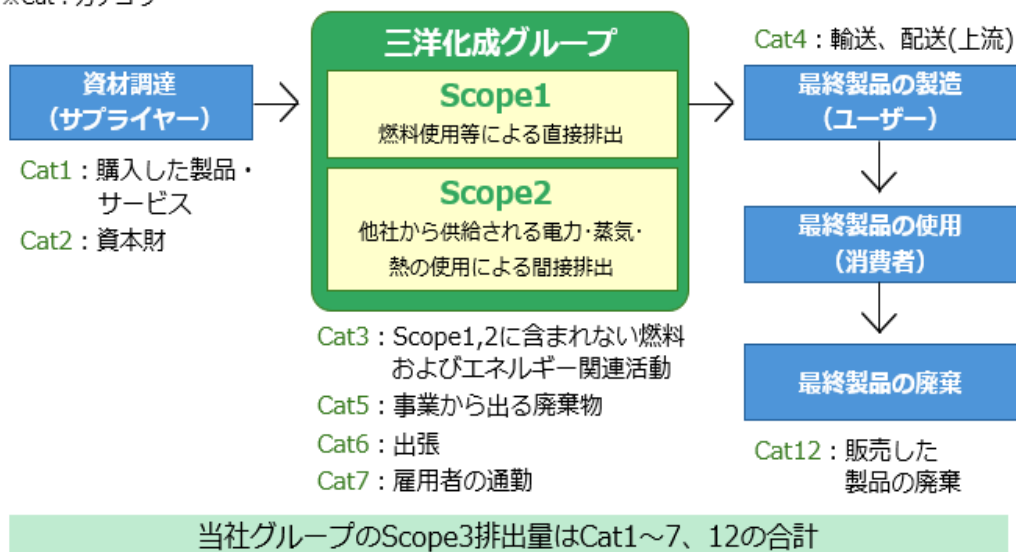 ※Cat：カテゴリ
資材調達
（サプライヤー）
Cat1：購入した製品・
サービス
Cat2：資本財
三洋化成グループ
Scope1
燃料使用等による直接排出
Scope2
他社から供給される電力･蒸気･
熱の使用による間接排出
Cat3：Scope1,2に含まれない燃料
およびエネルギー関連活動
Cat5：事業から出る廃棄物
Cat6：出張
Cat7：雇用者の通勤
Cat4：輸送、配送(上流)
最終製品の製造
（ユーザー）
最終製品の使用
（消費者）
最終製品の廃棄
Cat12：販売した
製品の廃棄
当社グループのScope3排出量はCat1～7、12の合計